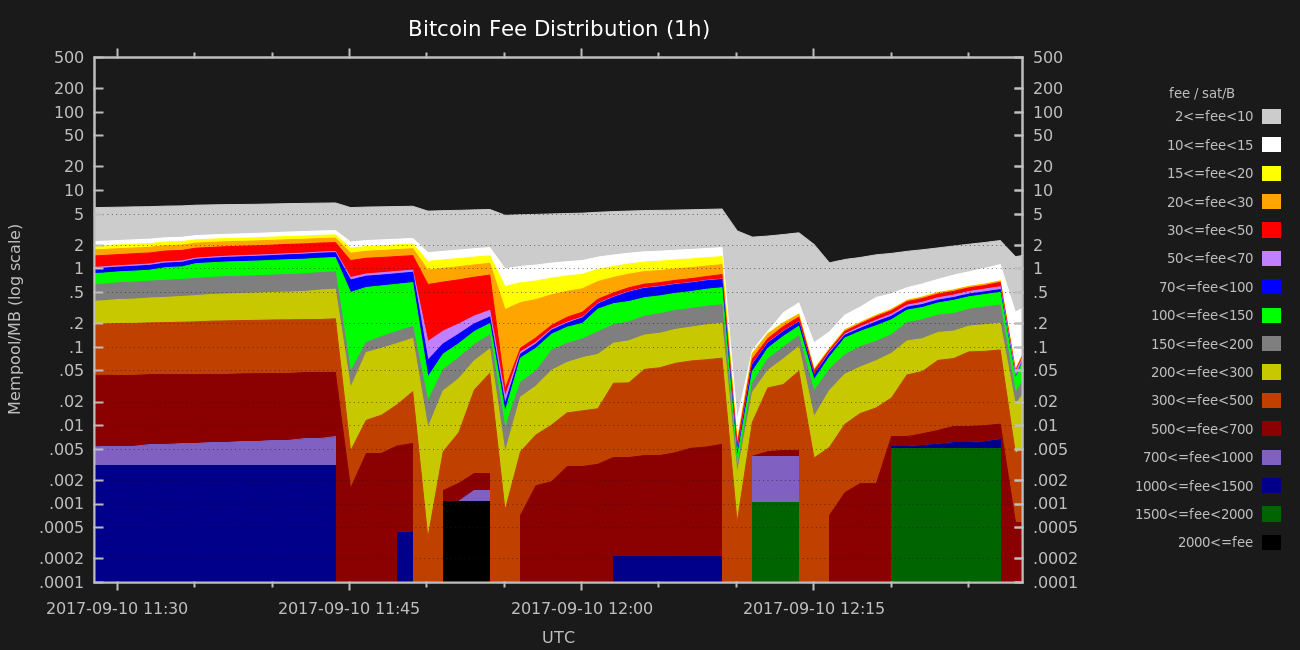 Bitcoin Fee Distribution (1h)
Mempool/MB (log scale)
500
200
100
50
20
10
5
2
1
.5
.2
.1
.05
.02
.01
.005
.002
.001
.0005
.0002
.0001
500
200
100
50
20
10
5
2
1
.5
.2
.1
.05
.02
.01
.005
.002
.001
.0005
.0002
.0001
fee / sat/B
2<=fee<10
10<=fee<15
15<=fee<20
20<=fee<30
30<=fee<50
50<=fee<70
70<=fee<100
100<=fee<150
150<=fee<200
200<=fee<300
300<=fee<500
500<=fee<700
700<=fee<1000
1000<=fee<1500
1500<=fee<2000
2000<=fee
2017-09-10 11:30 2017-09-10 11:45 2017-09-10 12:00 2017-09-10 12:15
UTC